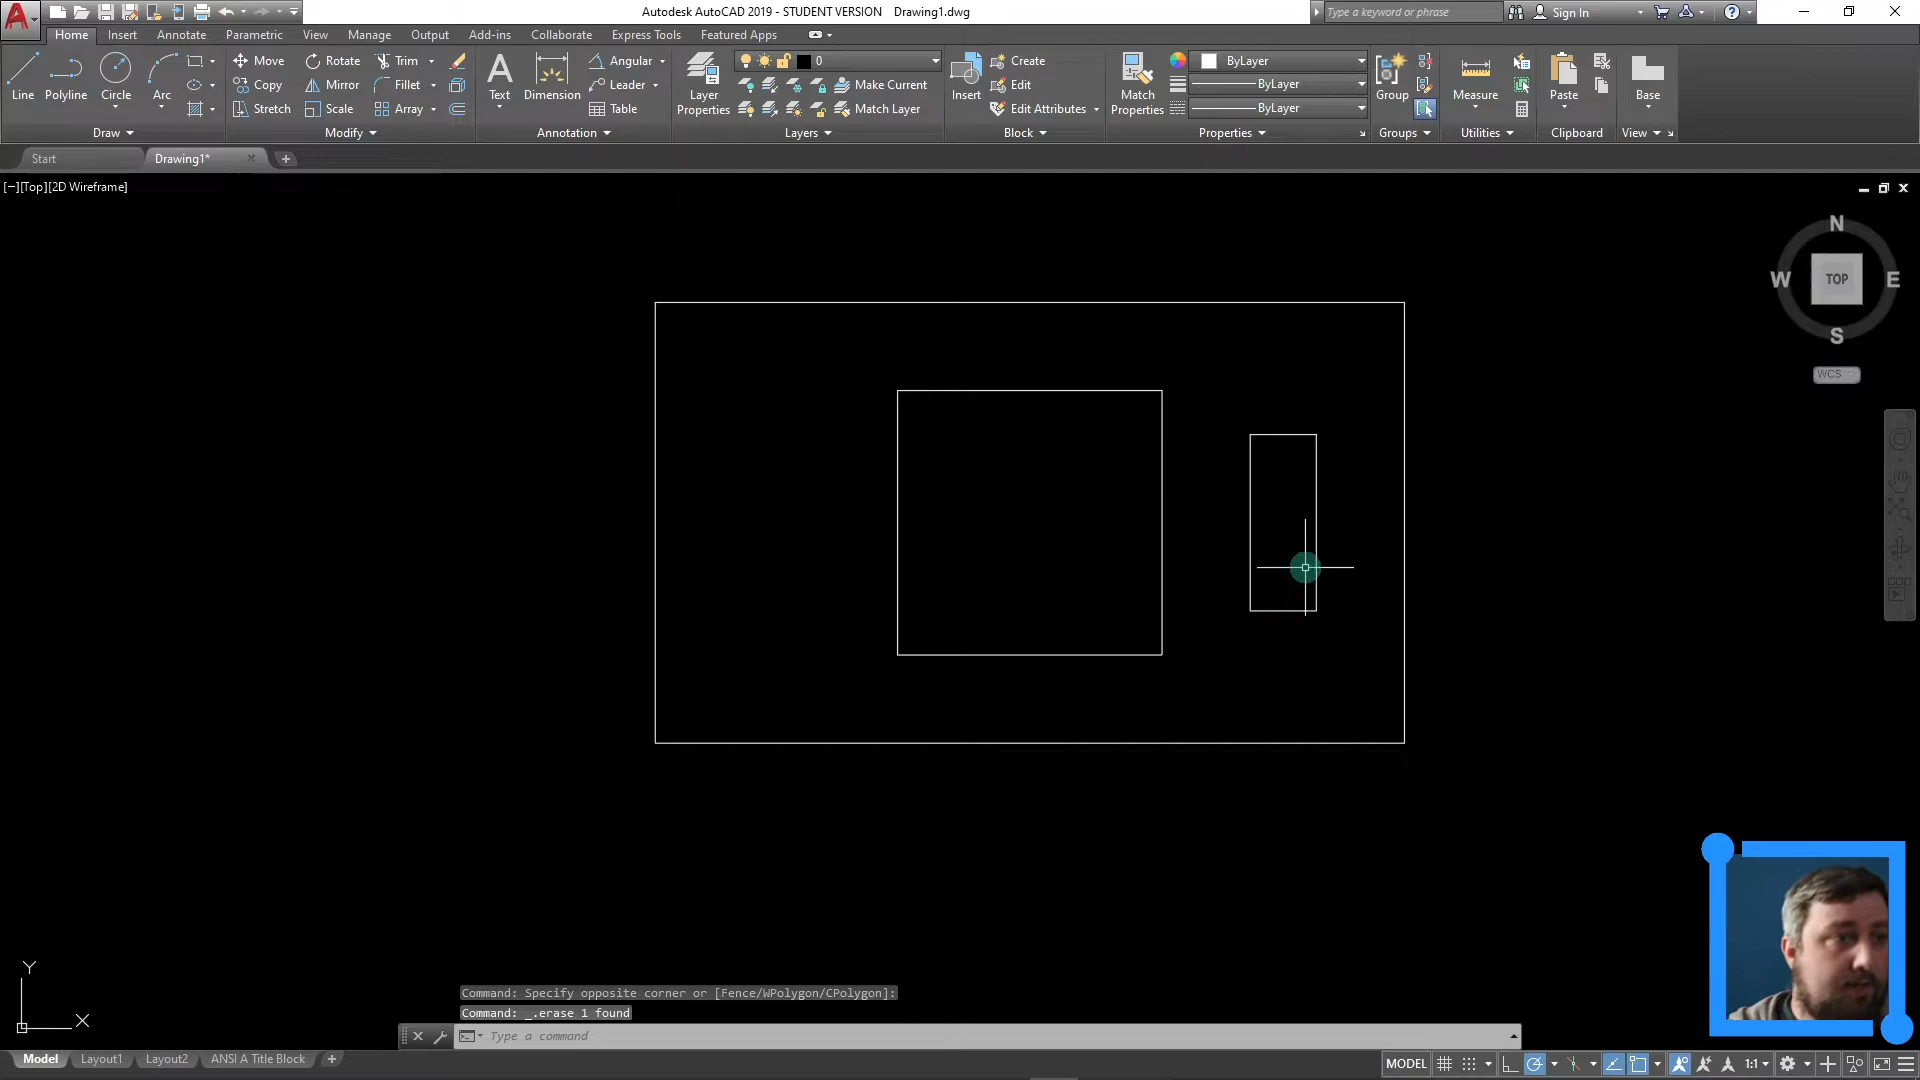 Autodesk AutoCAD 2019 - STUDENT VERSION Drawing1.dwg
Type a keyword or phrase
Sign In
Home Insert Annotate Parametric View Manage Output Add-ins Collaborate Express Tools Featured Apps
Line Polyline Circle Arc
Draw
Move Rotate Trim
Copy Mirror Fillet
Stretch Scale Array
Modify
Text Dimension
Angular
Leader
Table
Annotation
Layer Properties
0
Make Current
Match Layer
Layers
Insert
Create
Edit
Edit Attributes
Block
Match Properties
ByLayer
ByLayer
ByLayer
Properties
Group
Groups
Measure
Utilities
Paste
Clipboard
Base
View
Start Drawing1*
[−][Top][2D Wireframe]
N
W TOP E
S
WCS
Y
X
Command: Specify opposite corner or [Fence/WPolygon/CPolygon]:
Command: _.erase 1 found
Type a command
Model Layout1 Layout2 ANSI A Title Block
MODEL 1:1